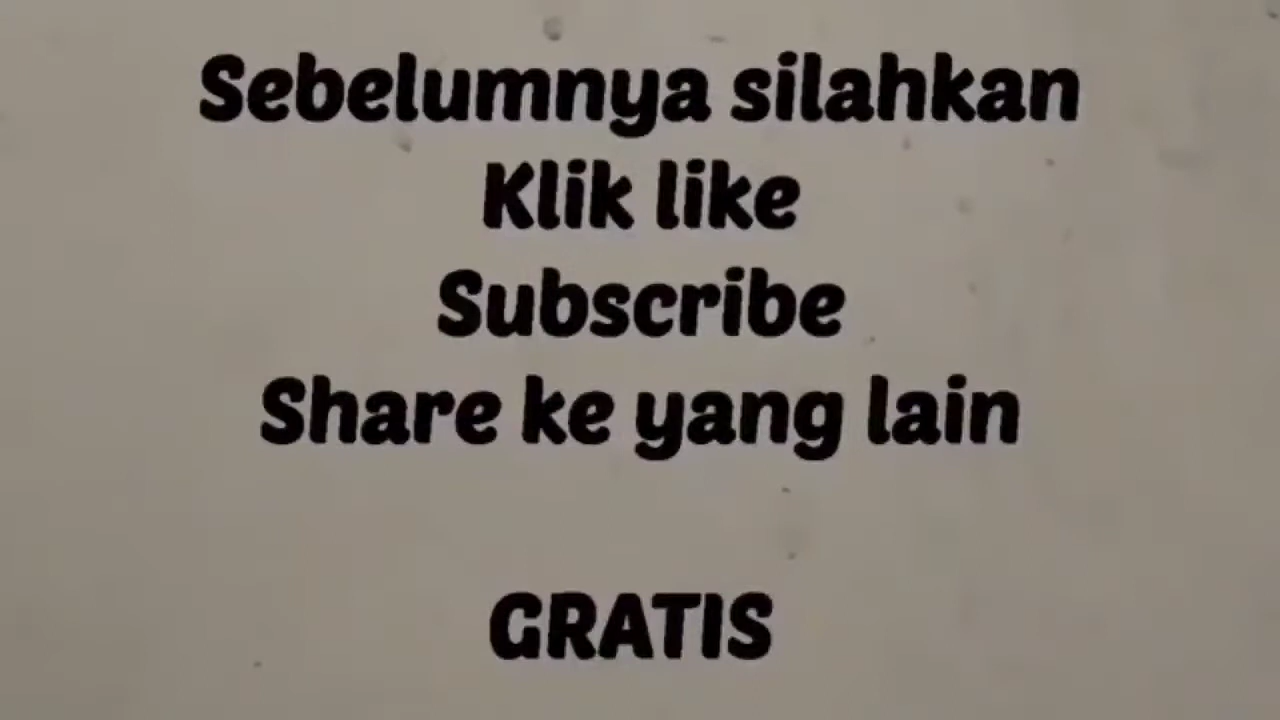 Sebelumnya silahkan
Klik like
Subscribe
Share ke yang lain
GRATIS